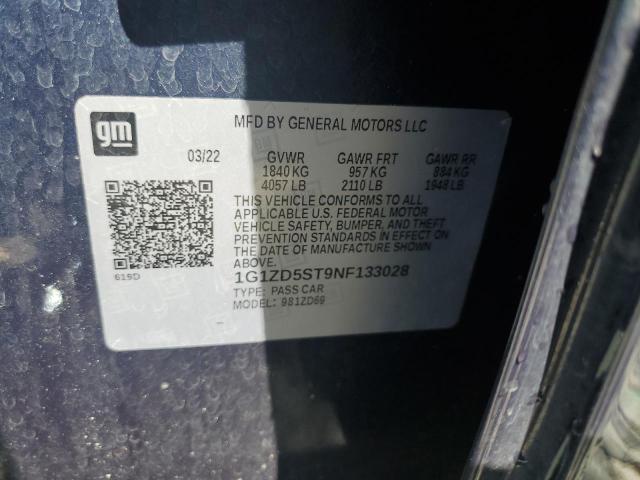 gm
MFD BY GENERAL MOTORS LLC
03/22 GVWR GAWR FRT GAWR RR
1840 KG 957 KG 884 KG
4057 LB 2110 LB 1948 LB
THIS VEHICLE CONFORMS TO ALL
APPLICABLE U.S. FEDERAL MOTOR
VEHICLE SAFETY, BUMPER, AND THEFT
PREVENTION STANDARDS IN EFFECT ON
THE DATE OF MANUFACTURE SHOWN
ABOVE.
619D
1G1ZD5ST9NF133028
TYPE: PASS CAR
MODEL: 981ZD69